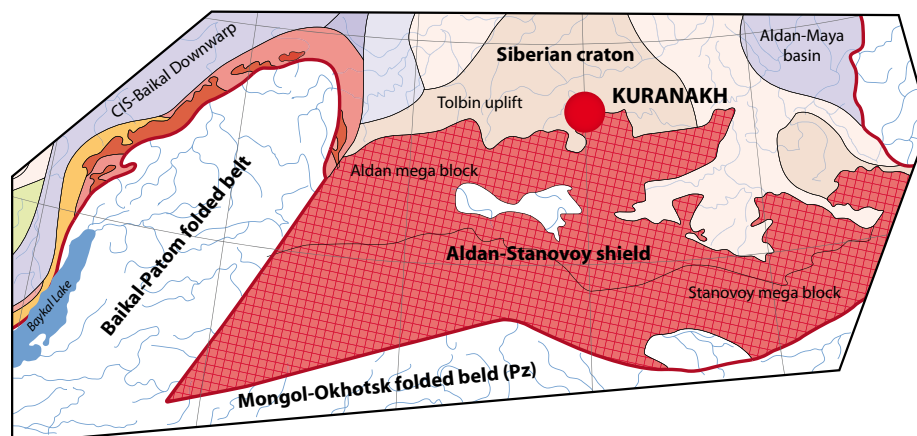 CIS-Baikal Downwarp
Siberian craton
Aldan-Maya
basin
Tolbin uplift
KURANAKH
Aldan mega block
Baikal-Patom folded belt
Aldan-Stanovoy shield
Baykal Lake
Stanovoy mega block
Mongol-Okhotsk folded beld (Pz)